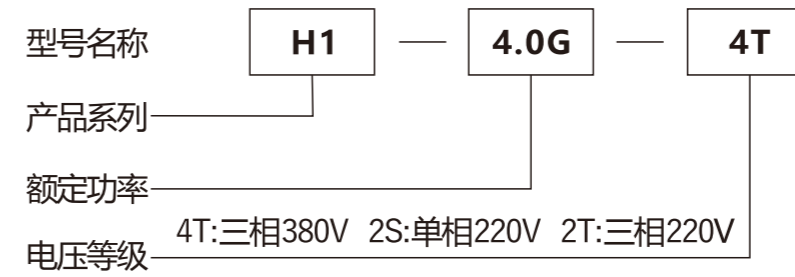 型号名称 H1 — 4.0G — 4T
产品系列
额定功率
4T:三相380V 2S:单相220V 2T:三相220V
电压等级